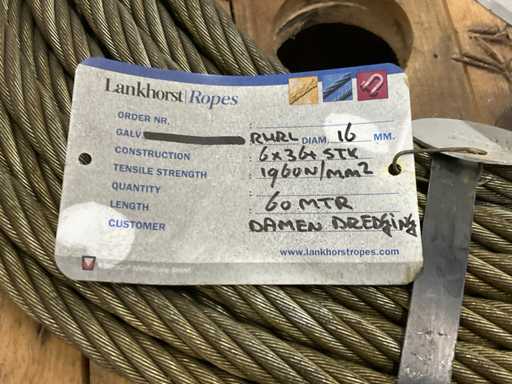 Lankhorst|Ropes
ORDER NR.
GALV RHRL DIAM. 16 MM.
CONSTRUCTION : 6x36+STK
TENSILE STRENGTH : 1960N/mm2
QUANTITY :
LENGTH : 60 MTR
CUSTOMER : DAMEN DREDGING
www.lankhorstropes.com